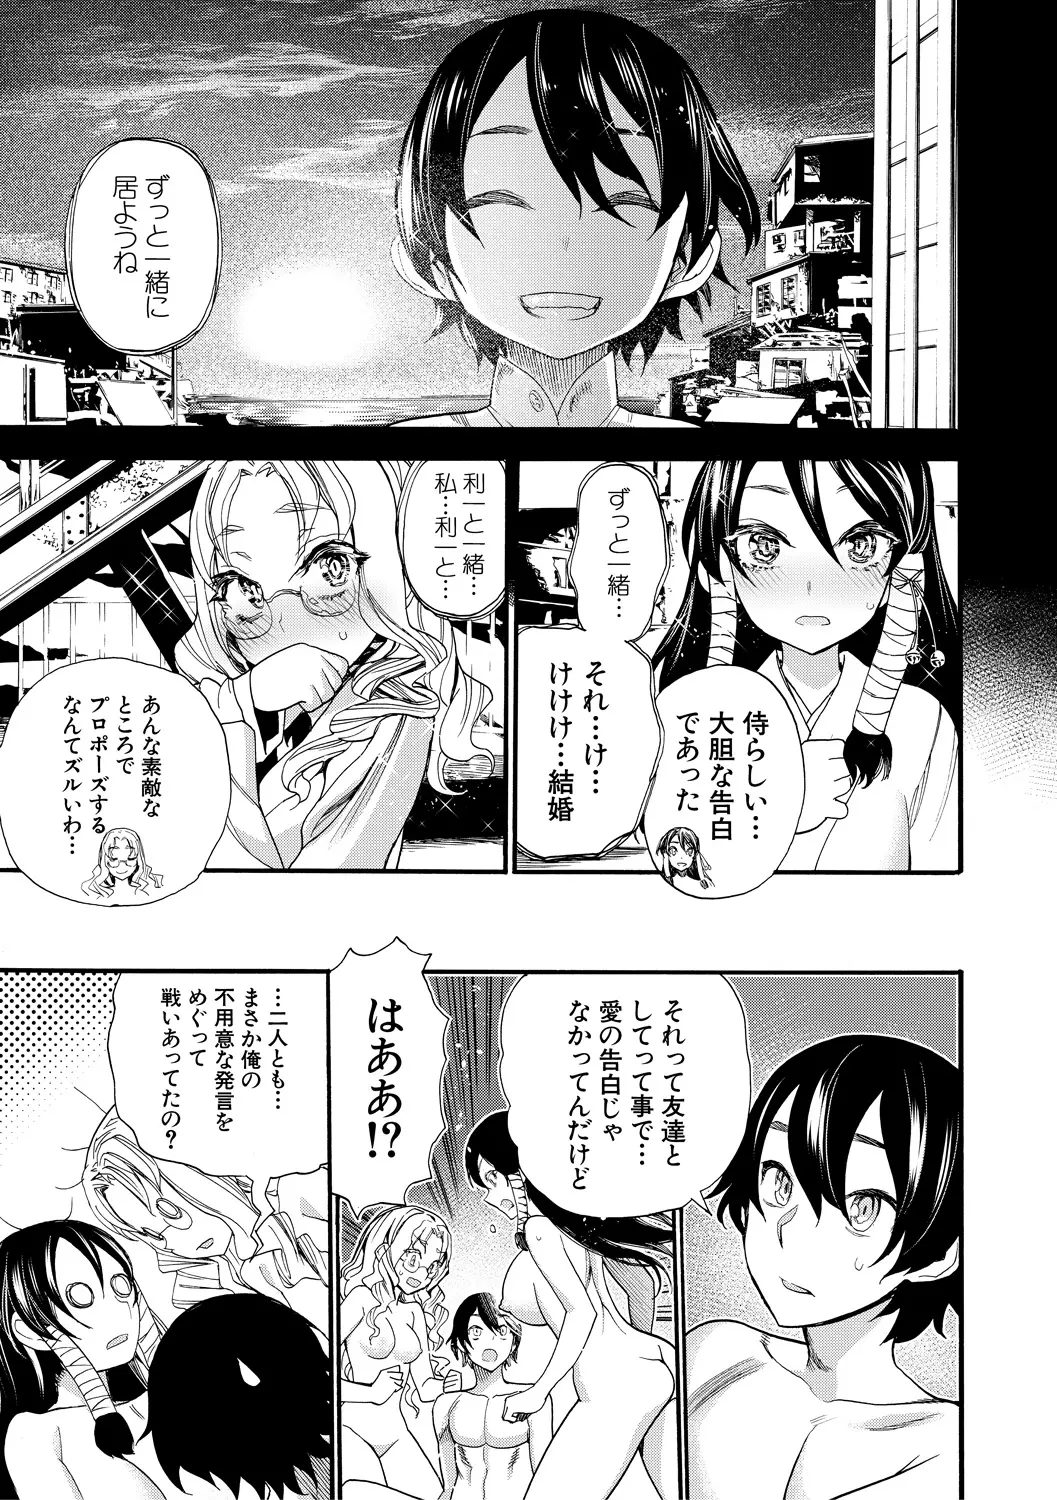 ずっと一緒に
居ようね
ずっと一緒…
それ…け…
けけけ…結婚
侍らしい…
大胆な告白
であった
利一と一緒…
私…利一と…
あんな素敵な
ところで
プロポーズする
なんてズルいわ…
それって友達と
してって事で…
愛の告白じゃ
なかってんだけど
はああ!?
…二人とも…
まさか俺の
不用意な発言を
めぐって
戦いあってたの?